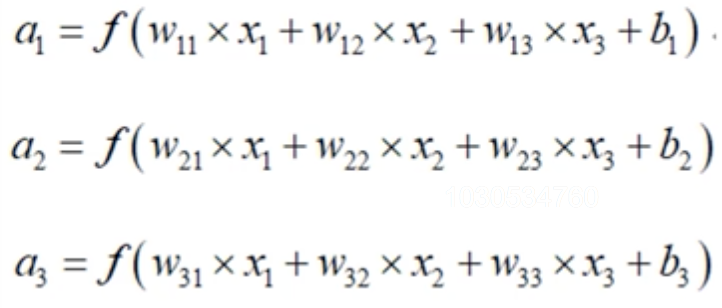 a₁ = f(w₁₁ × x₁ + w₁₂ × x₂ + w₁₃ × x₃ + b₁)
a₂ = f(w₂₁ × x₁ + w₂₂ × x₂ + w₂₃ × x₃ + b₂)
a₃ = f(w₃₁ × x₁ + w₃₂ × x₂ + w₃₃ × x₃ + b₃)